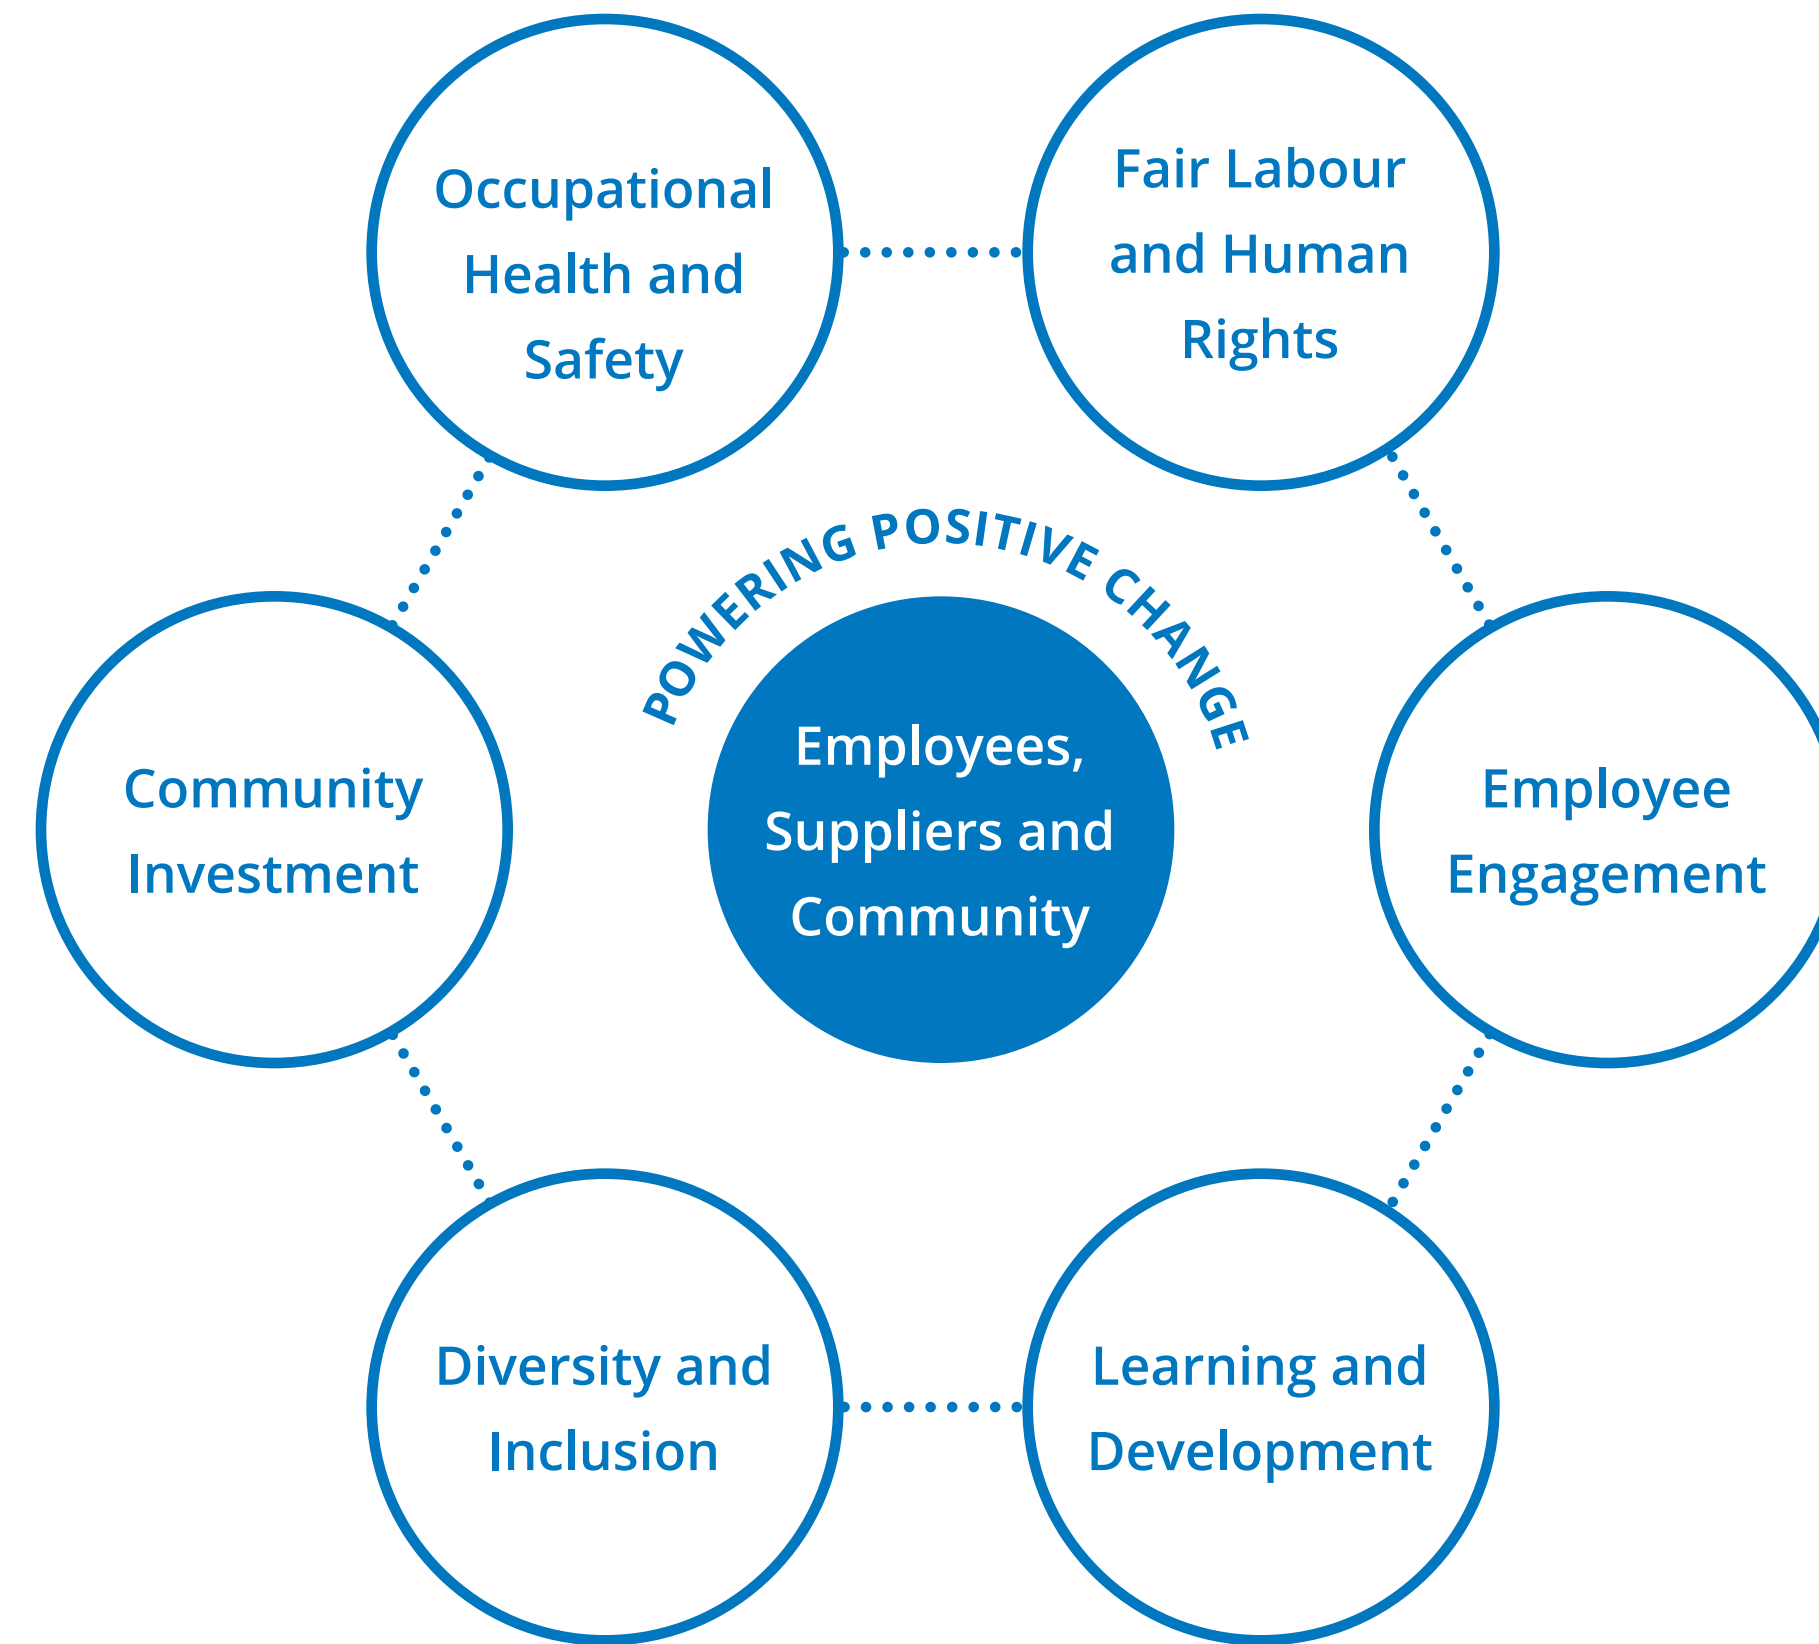 Occupational
Health and
Safety
Fair Labour
and Human
Rights
POWERING POSITIVE CHANGE
Employees,
Suppliers and
Community
Community
Investment
Employee
Engagement
Diversity and
Inclusion
Learning and
Development